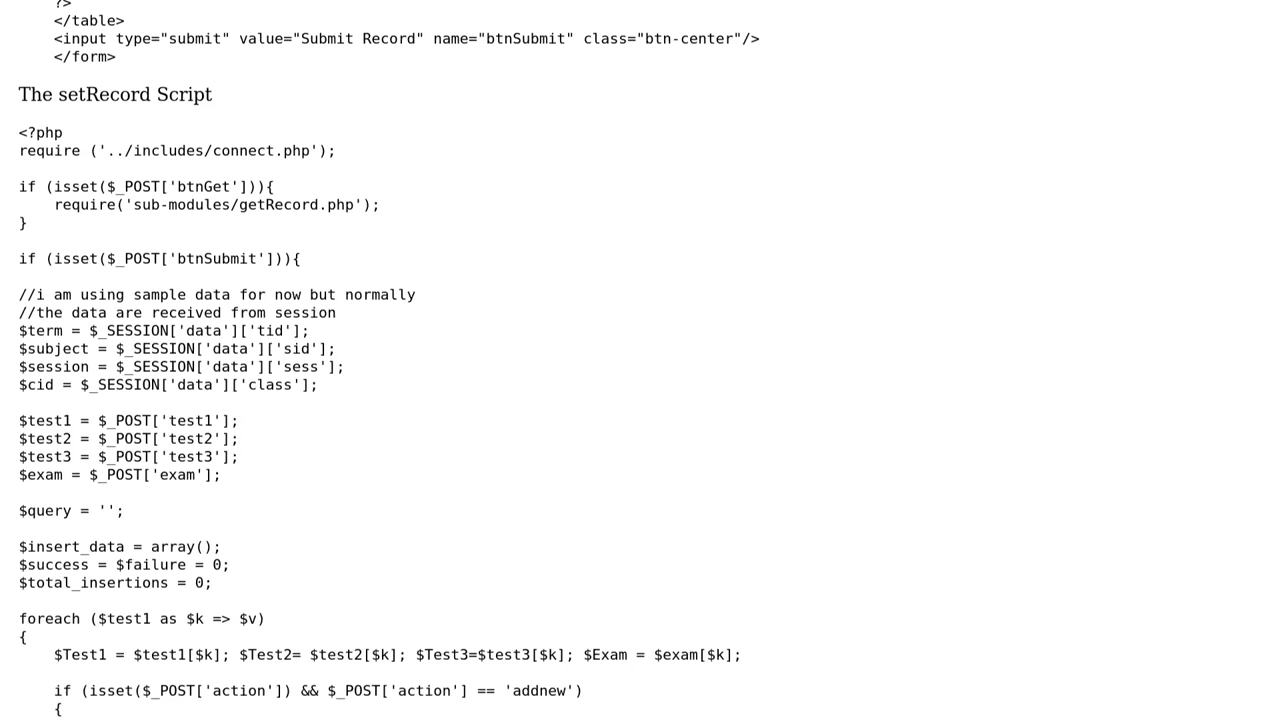 ?>
</table>
<input type="submit" value="Submit Record" name="btnSubmit" class="btn-center"/>
</form>
The setRecord Script
<?php
require ('../includes/connect.php');
if (isset($_POST['btnGet'])){
require('sub-modules/getRecord.php');
}
if (isset($_POST['btnSubmit'])){
//i am using sample data for now but normally
//the data are received from session
$term = $_SESSION['data']['tid'];
$subject = $_SESSION['data']['sid'];
$session = $_SESSION['data']['sess'];
$cid = $_SESSION['data']['class'];
$test1 = $_POST['test1'];
$test2 = $_POST['test2'];
$test3 = $_POST['test3'];
$exam = $_POST['exam'];
$query = '';
$insert_data = array();
$success = $failure = 0;
$total_insertions = 0;
foreach ($test1 as $k => $v)
{
$Test1 = $test1[$k]; $Test2= $test2[$k]; $Test3=$test3[$k]; $Exam = $exam[$k];
if (isset($_POST['action']) && $_POST['action'] == 'addnew')
{